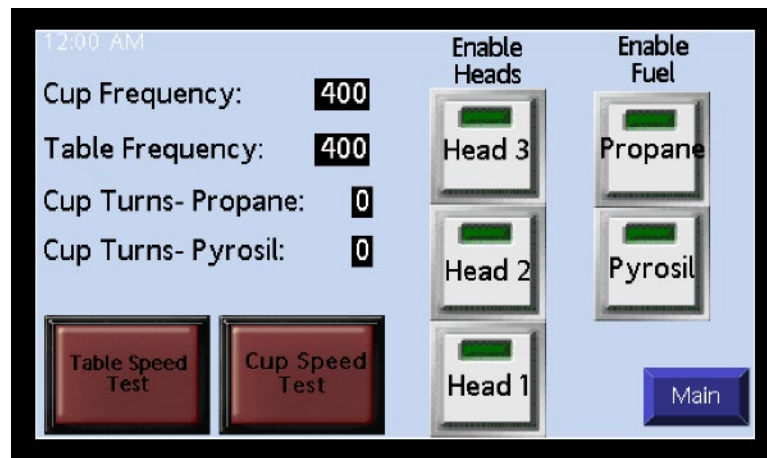 12:00 AM
Cup Frequency: 400
Table Frequency: 400
Cup Turns- Propane: 0
Cup Turns- Pyrosil: 0
Table Speed
Test
Cup Speed
Test
Enable
Heads
Head 3
Head 2
Head 1
Enable
Fuel
Propane
Pyrosil
Main